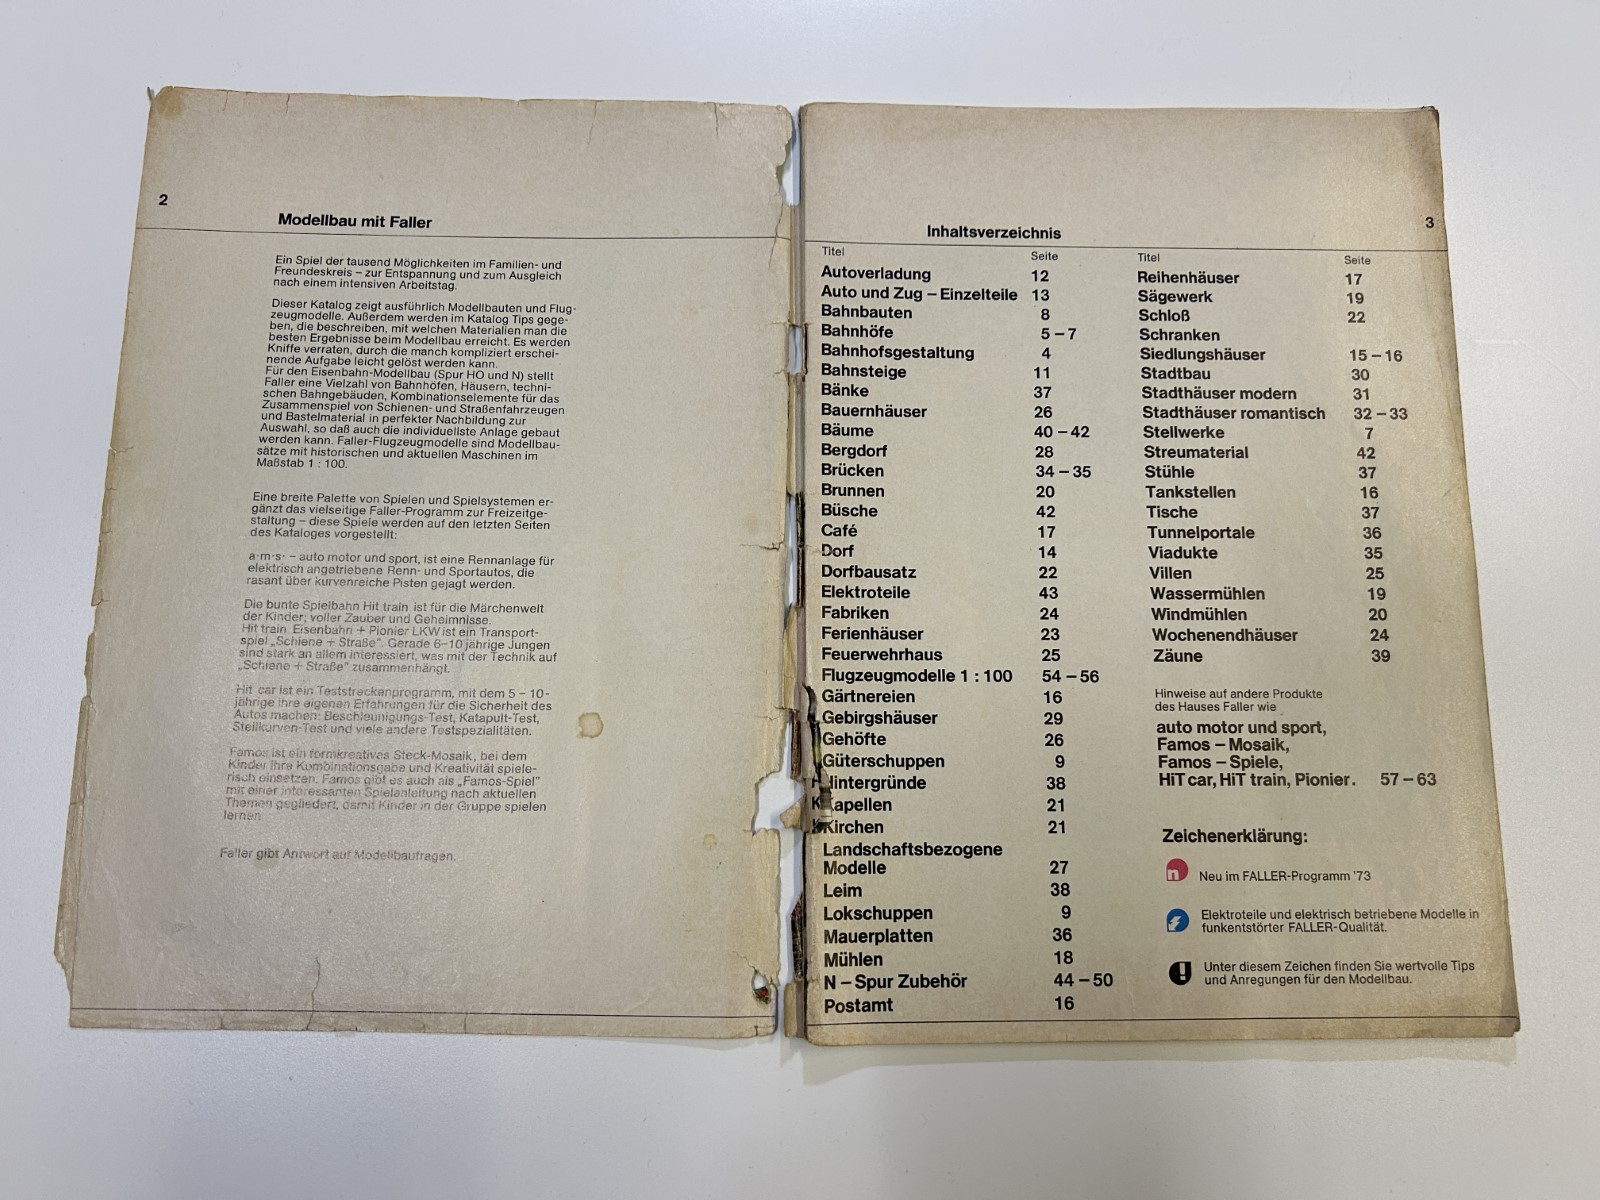 2
Modellbau mit Faller
Ein Spiel der tausend Möglichkeiten im Familien- und
Freundeskreis – zur Entspannung und zum Ausgleich
nach einem intensiven Arbeitstag.
Dieser Katalog zeigt ausführlich Modellbauten und Flug-
zeugmodelle. Außerdem werden im Katalog Tips gege-
ben, die beschreiben, mit welchen Materialien man die
besten Ergebnisse beim Modellbau erreicht. Es werden
Kniffe verraten, durch die manch kompliziert erschei-
nende Aufgabe leicht gelöst werden kann.
Für den Eisenbahn-Modellbau (Spur HO und N) stellt
Faller eine Vielzahl von Bahnhöfen, Häusern, techni-
schen Bahngebäuden, Kombinationselemente für das
Zusammenspiel von Schienen- und Straßenfahrzeugen
und Bastelmaterial in perfekter Nachbildung zur
Auswahl, so daß auch die individuellste Anlage gebaut
werden kann. Faller-Flugzeugmodelle sind Modellbau-
sätze mit historischen und aktuellen Maschinen im
Maßstab 1 : 100.
Eine breite Palette von Spielen und Spielsystemen er-
gänzt das vielseitige Faller-Programm zur Freizeitge-
staltung – diese Spiele werden auf den letzten Seiten
des Kataloges vorgestellt:
a·m·s· – auto motor und sport, ist eine Rennanlage für
elektrisch angetriebene Renn- und Sportautos, die
rasant über kurvenreiche Pisten gejagt werden.
Die bunte Spielbahn Hit train ist für die Märchenwelt
der Kinder; voller Zauber und Geheimnisse.
Hit train Eisenbahn + Pionier LKW ist ein Transport-
spiel „Schiene + Straße”. Gerade 6–10 jährige Jungen
sind stark an allem interessiert, was mit der Technik auf
„Schiene + Straße” zusammenhängt.
Hit car ist ein Teststreckenprogramm, mit dem 5 – 10-
jährige ihre eigenen Erfahrungen für die Sicherheit des
Autos machen: Beschleunigungs-Test, Katapult-Test,
Steilkurven-Test und viele andere Testspezialitäten.
Famos ist ein formkreatives Steck-Mosaik, bei dem
Kinder ihre Kombinationsgabe und Kreativität spiele-
risch einsetzen. Famos gibt es auch als „Famos-Spiel”
mit einer interessanten Spielanleitung nach aktuellen
Themen gegliedert, damit Kinder in der Gruppe spielen
lernen.
Faller gibt Antwort auf Modellbaufragen.
3
Inhaltsverzeichnis
Titel Seite
Autoverladung 12
Auto und Zug – Einzelteile 13
Bahnbauten 8
Bahnhöfe 5 – 7
Bahnhofsgestaltung 4
Bahnsteige 11
Bänke 37
Bauernhäuser 26
Bäume 40 – 42
Bergdorf 28
Brücken 34 – 35
Brunnen 20
Büsche 42
Café 17
Dorf 14
Dorfbausatz 22
Elektroteile 43
Fabriken 24
Ferienhäuser 23
Feuerwehrhaus 25
Flugzeugmodelle 1 : 100 54 – 56
Gärtnereien 16
Gebirgshäuser 29
Gehöfte 26
Güterschuppen 9
Hintergründe 38
Kapellen 21
Kirchen 21
Landschaftsbezogene
Modelle 27
Leim 38
Lokschuppen 9
Mauerplatten 36
Mühlen 18
N – Spur Zubehör 44 – 50
Postamt 16
Titel Seite
Reihenhäuser 17
Sägewerk 19
Schloß 22
Schranken
Siedlungshäuser 15 – 16
Stadtbau 30
Stadthäuser modern 31
Stadthäuser romantisch 32 – 33
Stellwerke 7
Streumaterial 42
Stühle 37
Tankstellen 16
Tische 37
Tunnelportale 36
Viadukte 35
Villen 25
Wassermühlen 19
Windmühlen 20
Wochenendhäuser 24
Zäune 39
Hinweise auf andere Produkte
des Hauses Faller wie
auto motor und sport,
Famos – Mosaik,
Famos – Spiele,
HiT car, HiT train, Pionier. 57 – 63
Zeichenerklärung:
n Neu im FALLER-Programm '73
Elektroteile und elektrisch betriebene Modelle in
funkentstörter FALLER-Qualität.
Unter diesem Zeichen finden Sie wertvolle Tips
und Anregungen für den Modellbau.